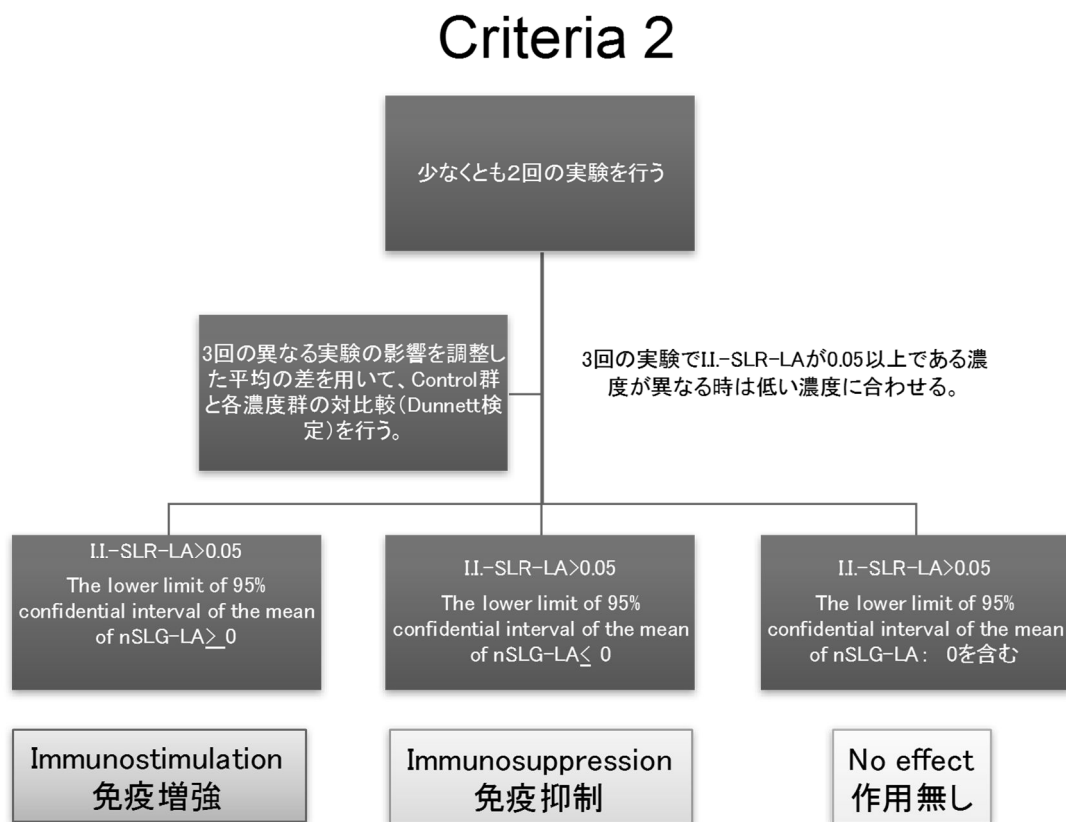 Criteria 2
少なくとも2回の実験を行う
3回の異なる実験の影響を調整し
た平均の差を用いて、Control群
と各濃度群の対比較(Dunnett検
定)を行う。
3回の実験でI.I.-SLR-LAが0.05以上である濃
度が異なる時は低い濃度に合わせる。
I.I.-SLR-LA>0.05
The lower limit of 95%
confidential interval of the mean
of nSLG-LA≥ 0
I.I.-SLR-LA>0.05
The lower limit of 95%
confidential interval of the mean
of nSLG-LA≤ 0
I.I.-SLR-LA>0.05
The lower limit of 95%
confidential interval of the mean
of nSLG-LA: 0を含む
Immunostimulation
免疫増強
Immunosuppression
免疫抑制
No effect
作用無し